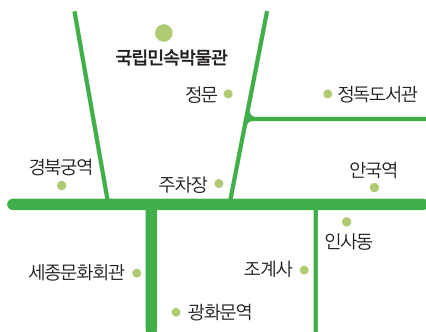 국립민속박물관
정문
정독도서관
경복궁역
주차장
안국역
인사동
세종문화회관
조계사
광화문역